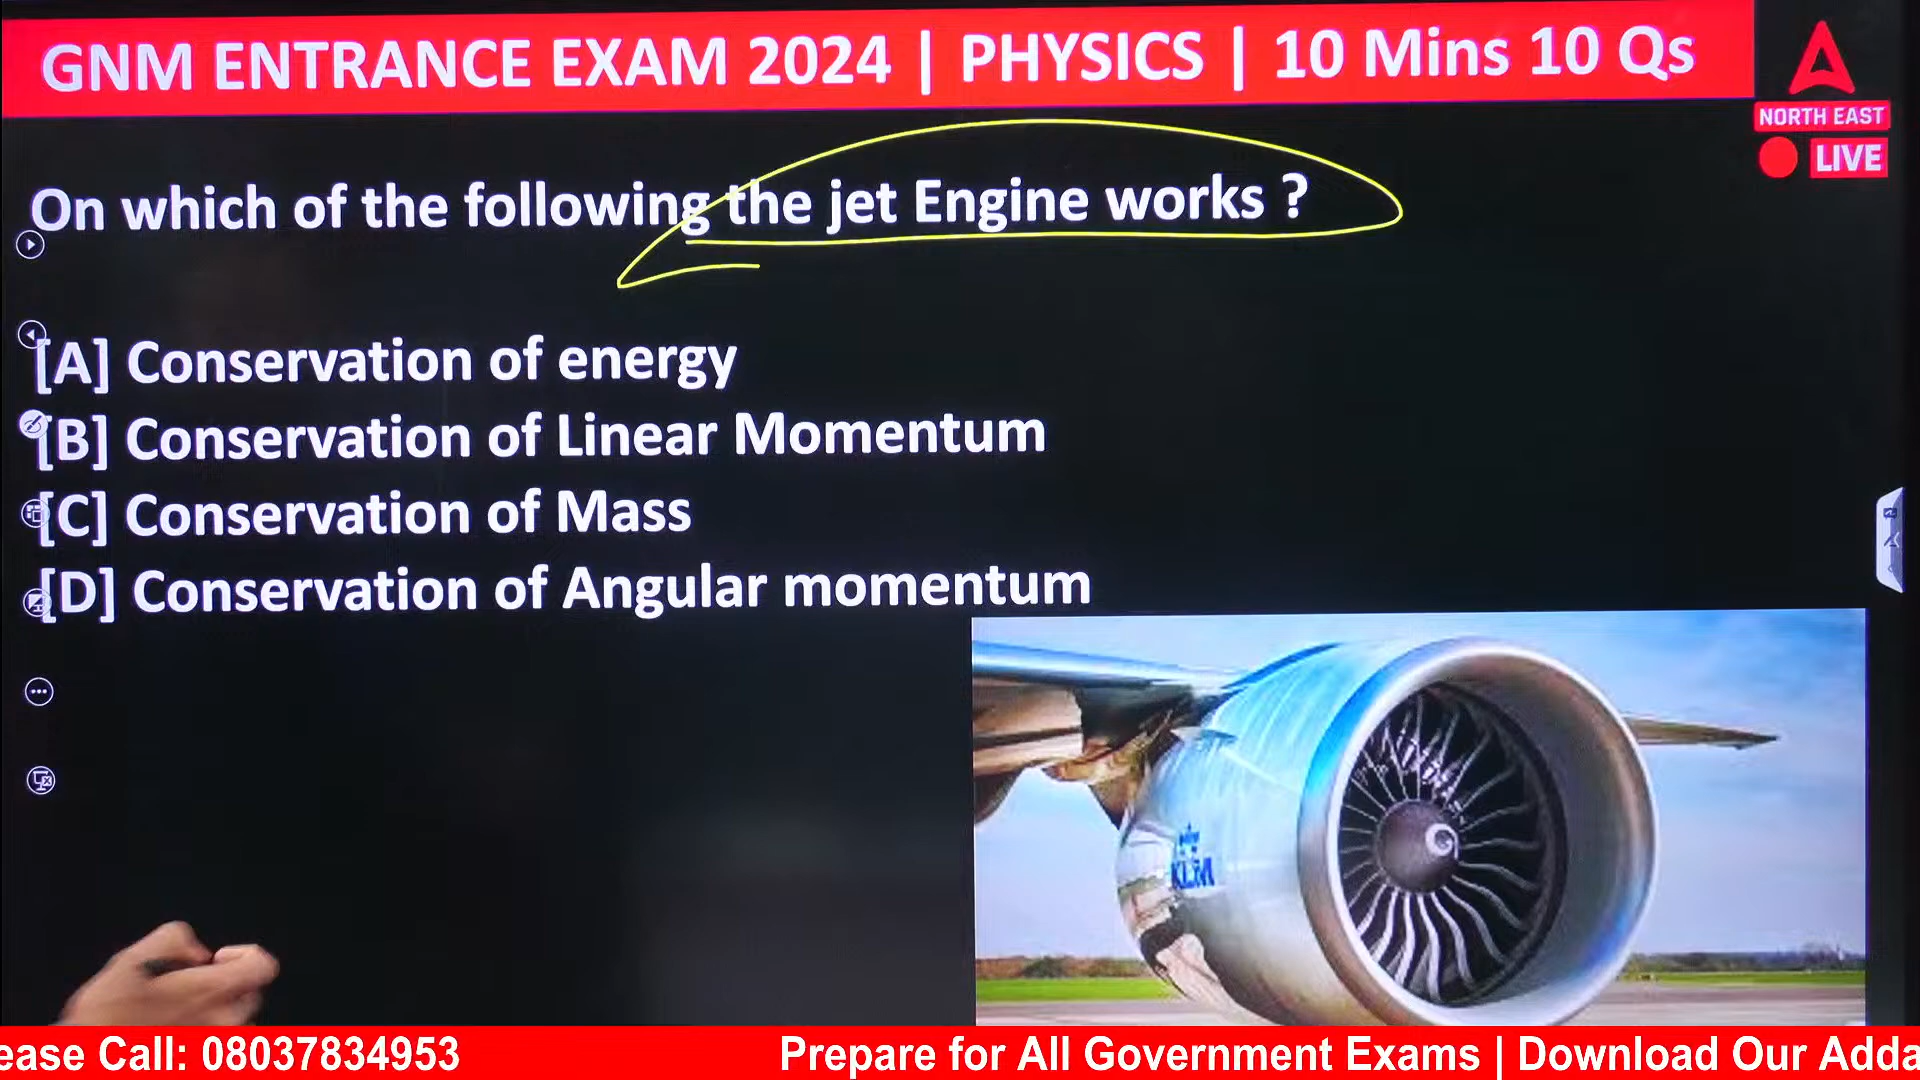 GNM ENTRANCE EXAM 2024 | PHYSICS | 10 Mins 10 Qs
NORTH EAST
LIVE
On which of the following the jet Engine works ?
[A] Conservation of energy
[B] Conservation of Linear Momentum
[C] Conservation of Mass
[D] Conservation of Angular momentum
KLM
ease Call: 08037834953 Prepare for All Government Exams | Download Our Adda